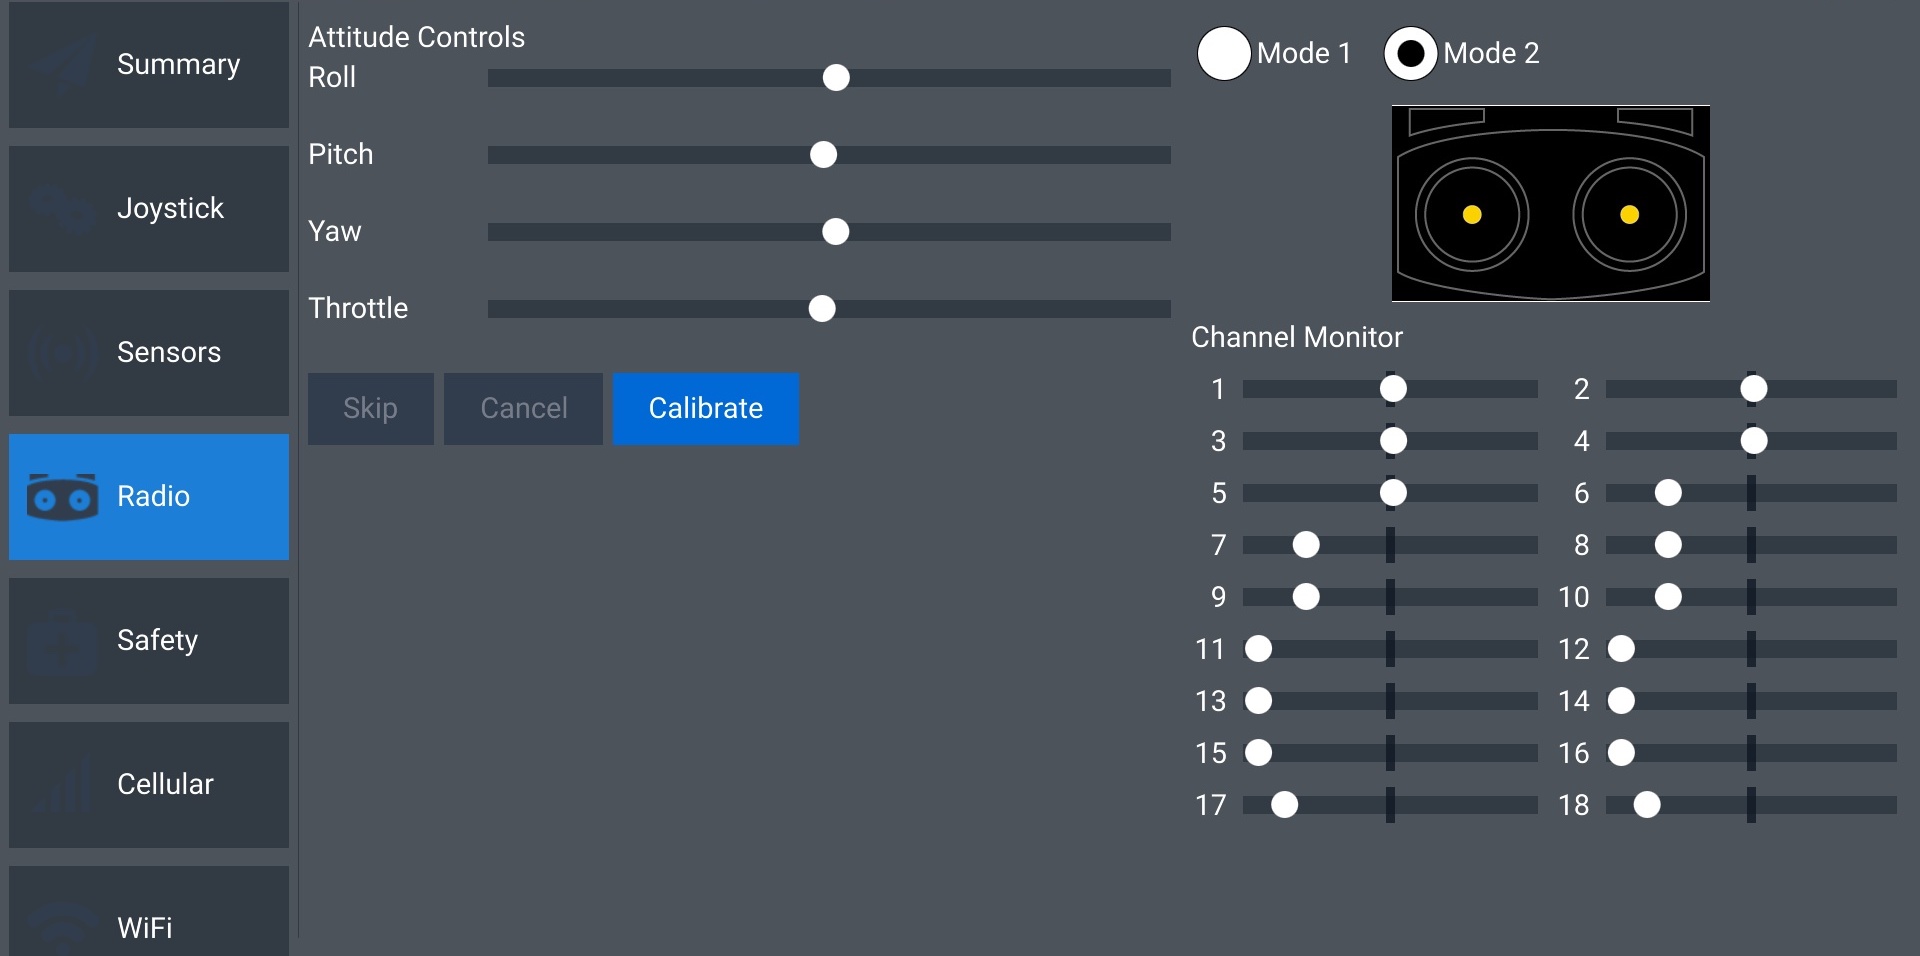 Summary
Joystick
Sensors
Radio
Safety
Cellular
WiFi
Attitude Controls
Roll
Pitch
Yaw
Throttle
Skip Cancel Calibrate
Mode 1 Mode 2
Channel Monitor
1 2
3 4
5 6
7 8
9 10
11 12
13 14
15 16
17 18